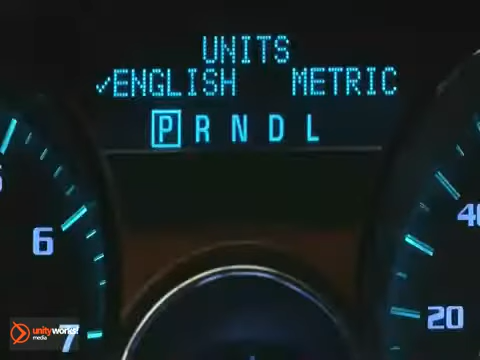 UNITS
✓ENGLISH METRIC
P R N D L
6
7
40
20
unityworks!
media